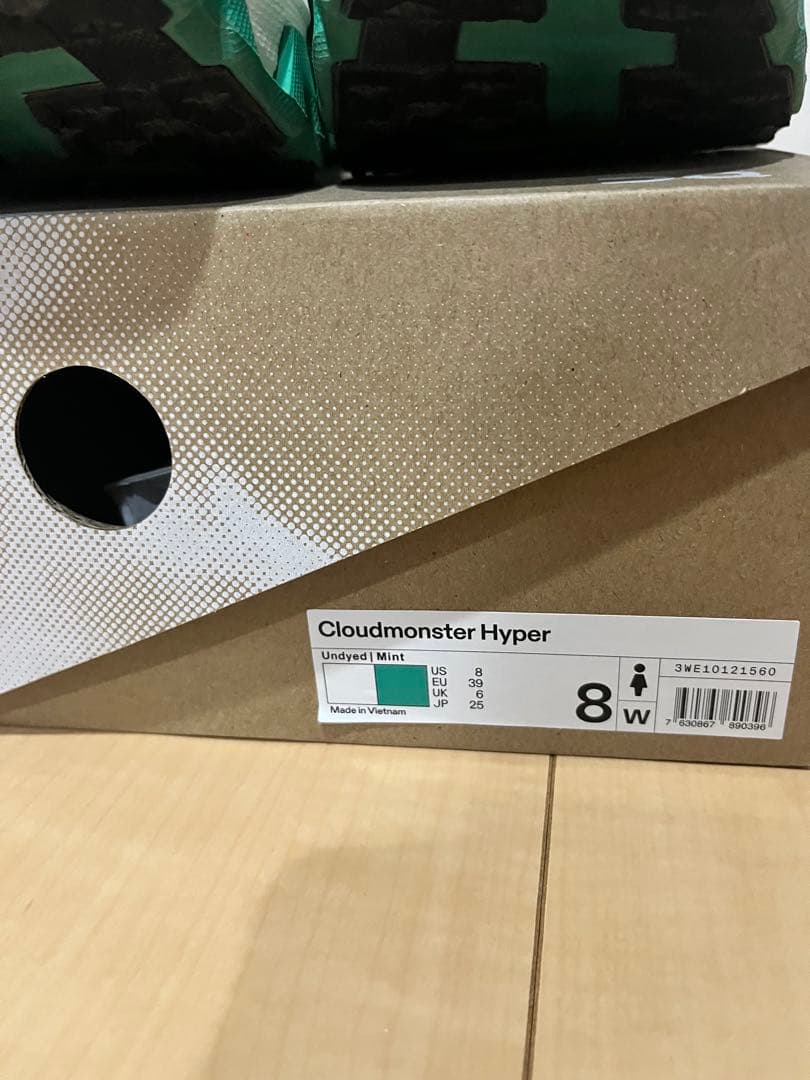 Cloudmonster Hyper
Undyed | Mint
US 8
EU 39
UK 6
JP 25
Made in Vietnam
8
W
3WE10121560
7 630867 890396